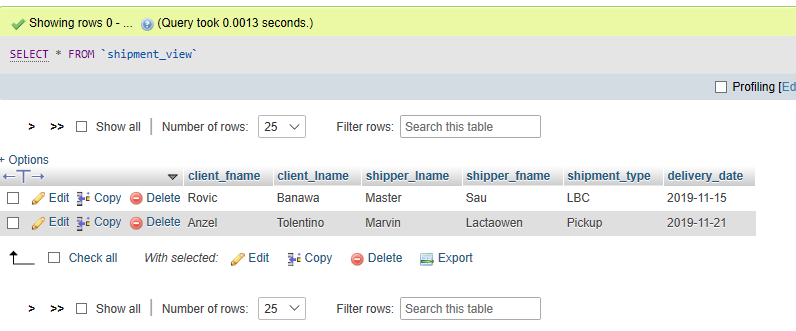 Showing rows 0 - ... (Query took 0.0013 seconds.)
SELECT * FROM `shipment_view`
Profiling [Ed
> >> Show all | Number of rows: 25 Filter rows: Search this table
+ Options
←T→ client_fname client_lname shipper_lname shipper_fname shipment_type delivery_date
Edit Copy Delete Rovic Banawa Master Sau LBC 2019-11-15
Edit Copy Delete Anzel Tolentino Marvin Lactaowen Pickup 2019-11-21
Check all With selected: Edit Copy Delete Export
> >> Show all | Number of rows: 25 Filter rows: Search this table